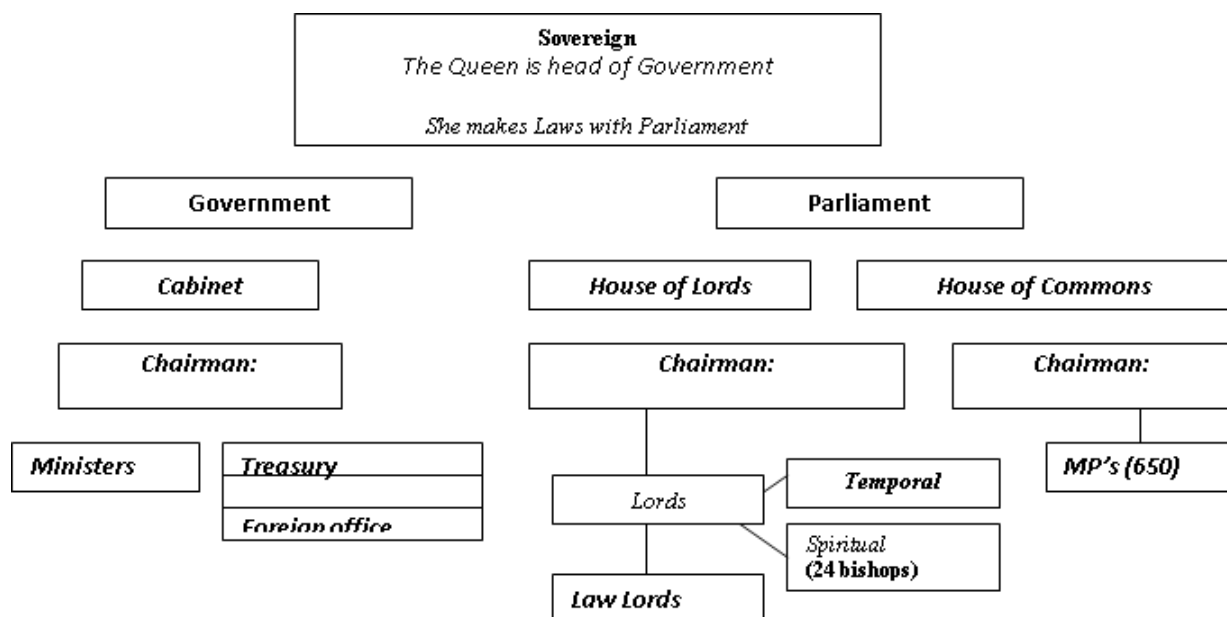 Sovereign
The Queen is head of Government
She makes Laws with Parliament
Government
Parliament
Cabinet
House of Lords
House of Commons
Chairman:
Chairman:
Chairman:
Ministers
Treasury
Foreign office
Lords
Temporal
Spiritual
(24 bishops)
Law Lords
MP's (650)